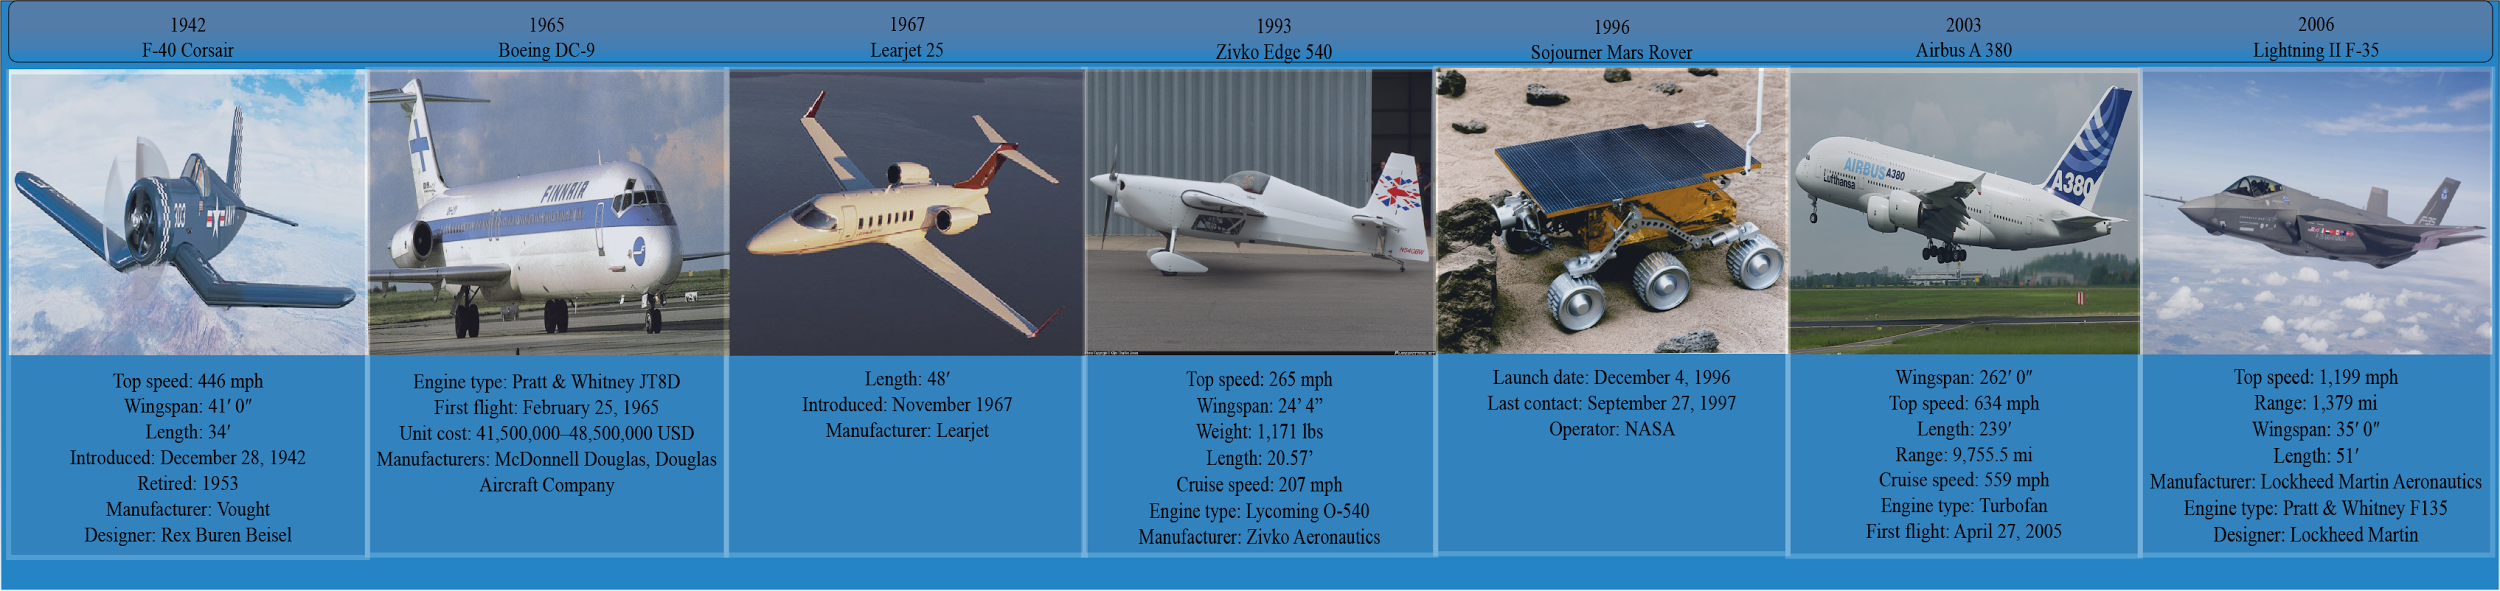 1942
F-40 Corsair
1965
Boeing DC-9
1967
Learjet 25
1993
Zivko Edge 540
1996
Sojourner Mars Rover
2003
Airbus A 380
2006
Lightning II F-35
203
NAVY
FINNAIR
N540BW
AIRBUS A380
Lufthansa
A380
F-35
Top speed: 446 mph
Wingspan: 41′ 0″
Length: 34′
Introduced: December 28, 1942
Retired: 1953
Manufacturer: Vought
Designer: Rex Buren Beisel
Engine type: Pratt & Whitney JT8D
First flight: February 25, 1965
Unit cost: 41,500,000–48,500,000 USD
Manufacturers: McDonnell Douglas, Douglas
Aircraft Company
Length: 48′
Introduced: November 1967
Manufacturer: Learjet
Top speed: 265 mph
Wingspan: 24’ 4”
Weight: 1,171 lbs
Length: 20.57’
Cruise speed: 207 mph
Engine type: Lycoming O-540
Manufacturer: Zivko Aeronautics
Launch date: December 4, 1996
Last contact: September 27, 1997
Operator: NASA
Wingspan: 262′ 0″
Top speed: 634 mph
Length: 239′
Range: 9,755.5 mi
Cruise speed: 559 mph
Engine type: Turbofan
First flight: April 27, 2005
Top speed: 1,199 mph
Range: 1,379 mi
Wingspan: 35′ 0″
Length: 51′
Manufacturer: Lockheed Martin Aeronautics
Engine type: Pratt & Whitney F135
Designer: Lockheed Martin